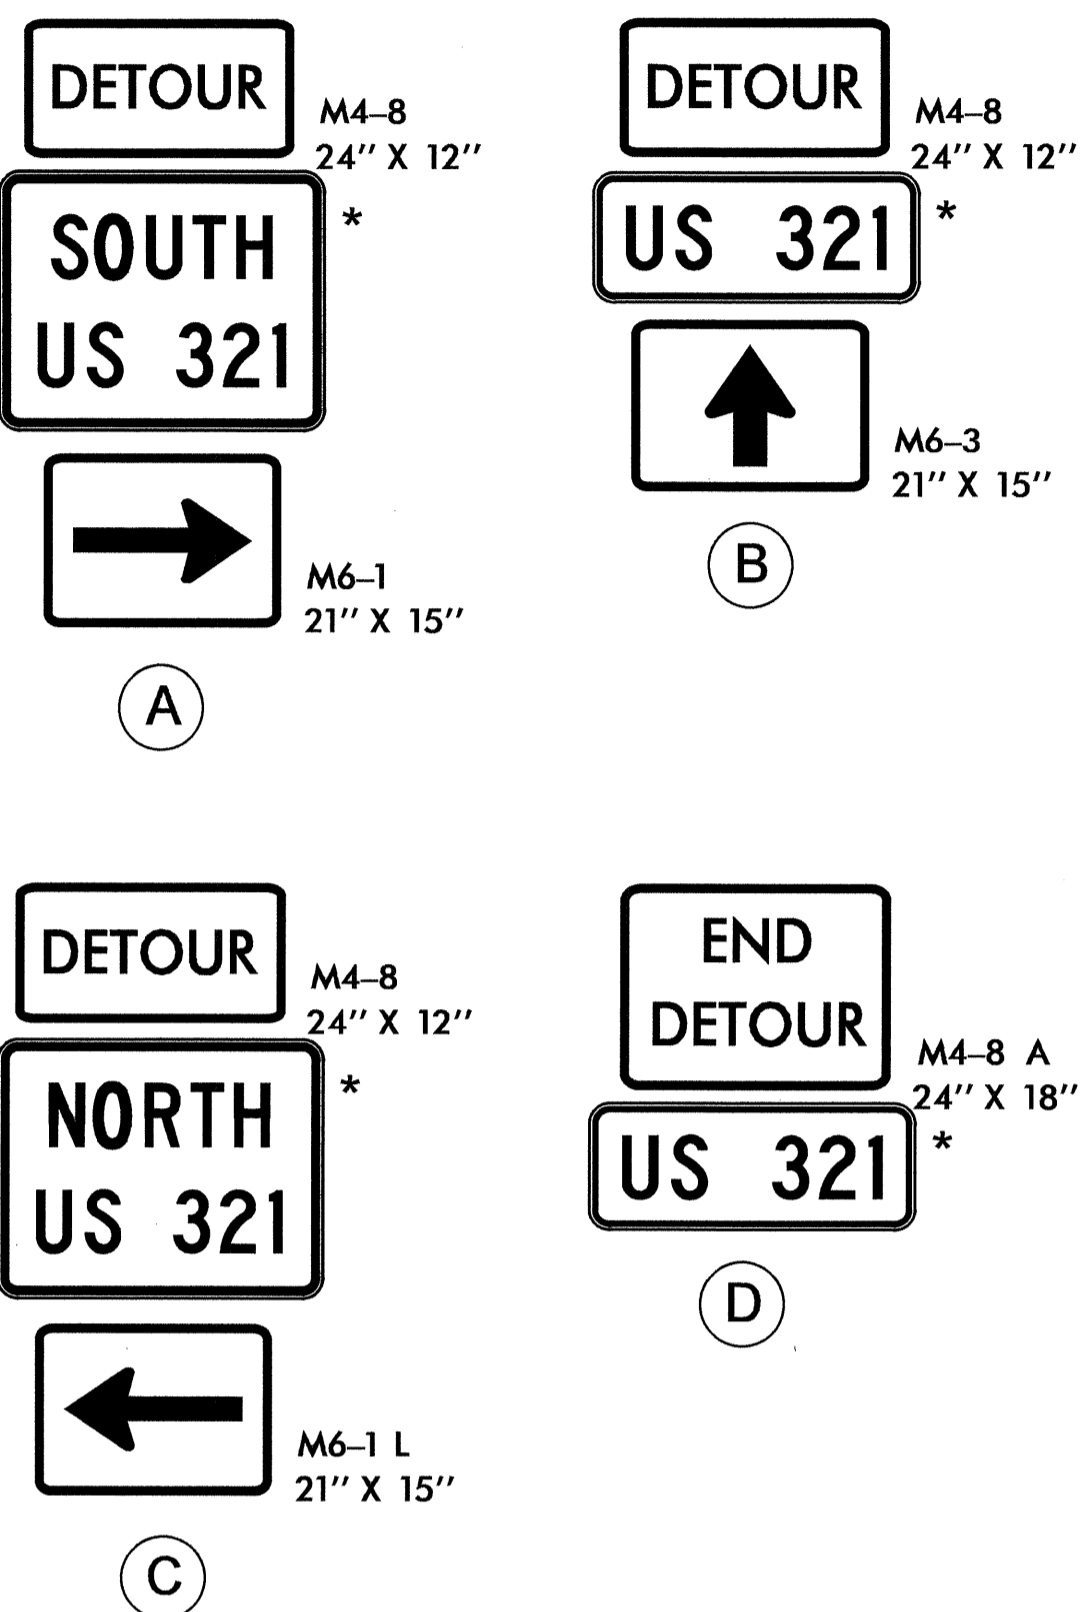 DETOUR
M4–8
24" X 12"
SOUTH
*
US 321
M6–1
21" X 15"
A
DETOUR
M4–8
24" X 12"
US 321
*
M6–3
21" X 15"
B
DETOUR
M4–8
24" X 12"
NORTH
*
US 321
M6–1 L
21" X 15"
C
END
DETOUR
M4–8 A
24" X 18"
US 321
*
D